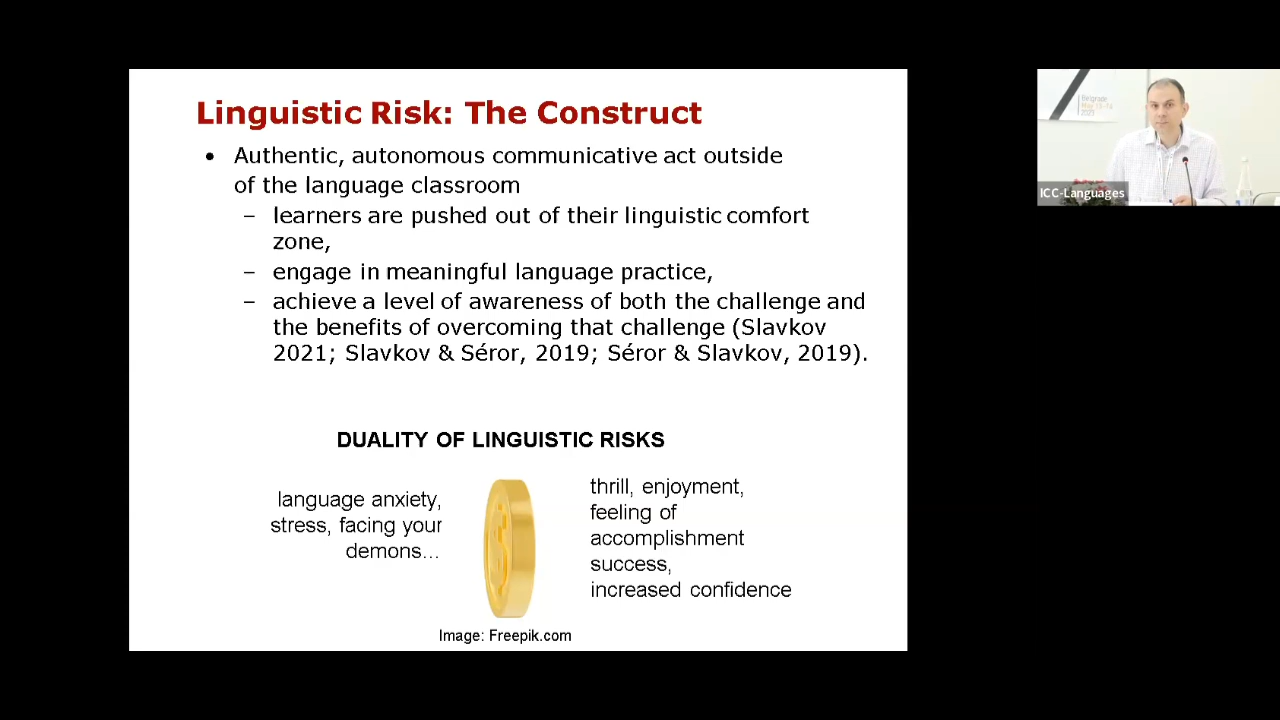 Linguistic Risk: The Construct
• Authentic, autonomous communicative act outside
of the language classroom
– learners are pushed out of their linguistic comfort
zone,
– engage in meaningful language practice,
– achieve a level of awareness of both the challenge and
the benefits of overcoming that challenge (Slavkov
2021; Slavkov & Séror, 2019; Séror & Slavkov, 2019).
DUALITY OF LINGUISTIC RISKS
language anxiety,
stress, facing your
demons...
thrill, enjoyment,
feeling of
accomplishment
success,
increased confidence
Image: Freepik.com
Belgrade
ICC-Languages